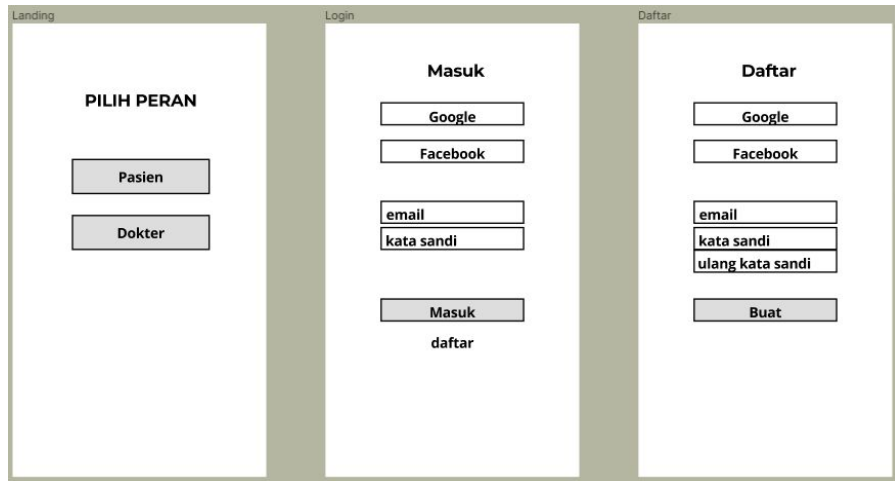 Landing
PILIH PERAN
Pasien
Dokter
Login
Masuk
Google
Facebook
email
kata sandi
Masuk
daftar
Daftar
Daftar
Google
Facebook
email
kata sandi
ulang kata sandi
Buat